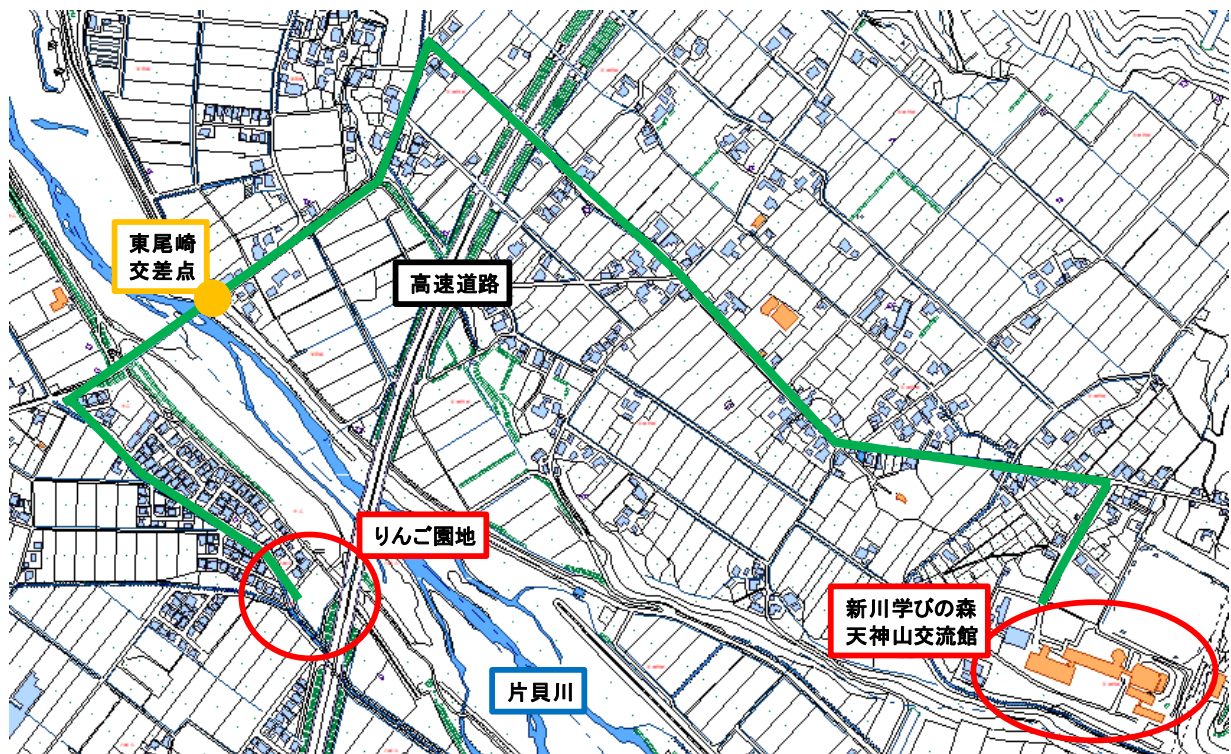 東尾崎
交差点
高速道路
りんご園地
新川学びの森
天神山交流館
片貝川